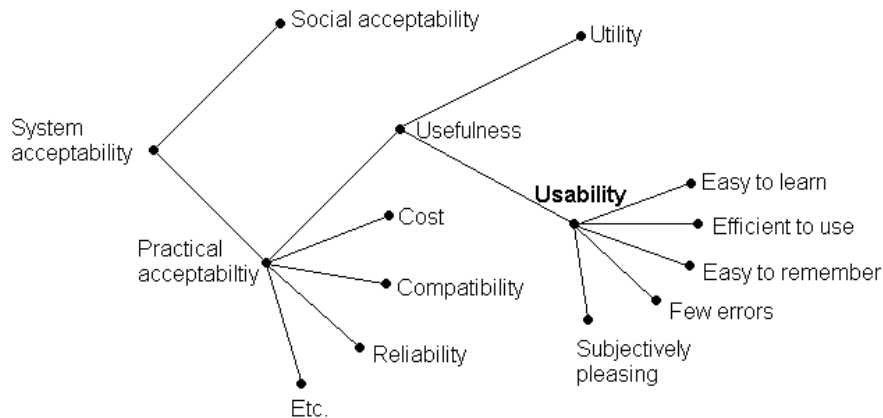 Social acceptability
Utility
System
acceptability
Usefulness
Easy to learn
Usability
Cost
Efficient to use
Practical
acceptabiltiy
Easy to remember
Compatibility
Few errors
Reliability
Subjectively
pleasing
Etc.